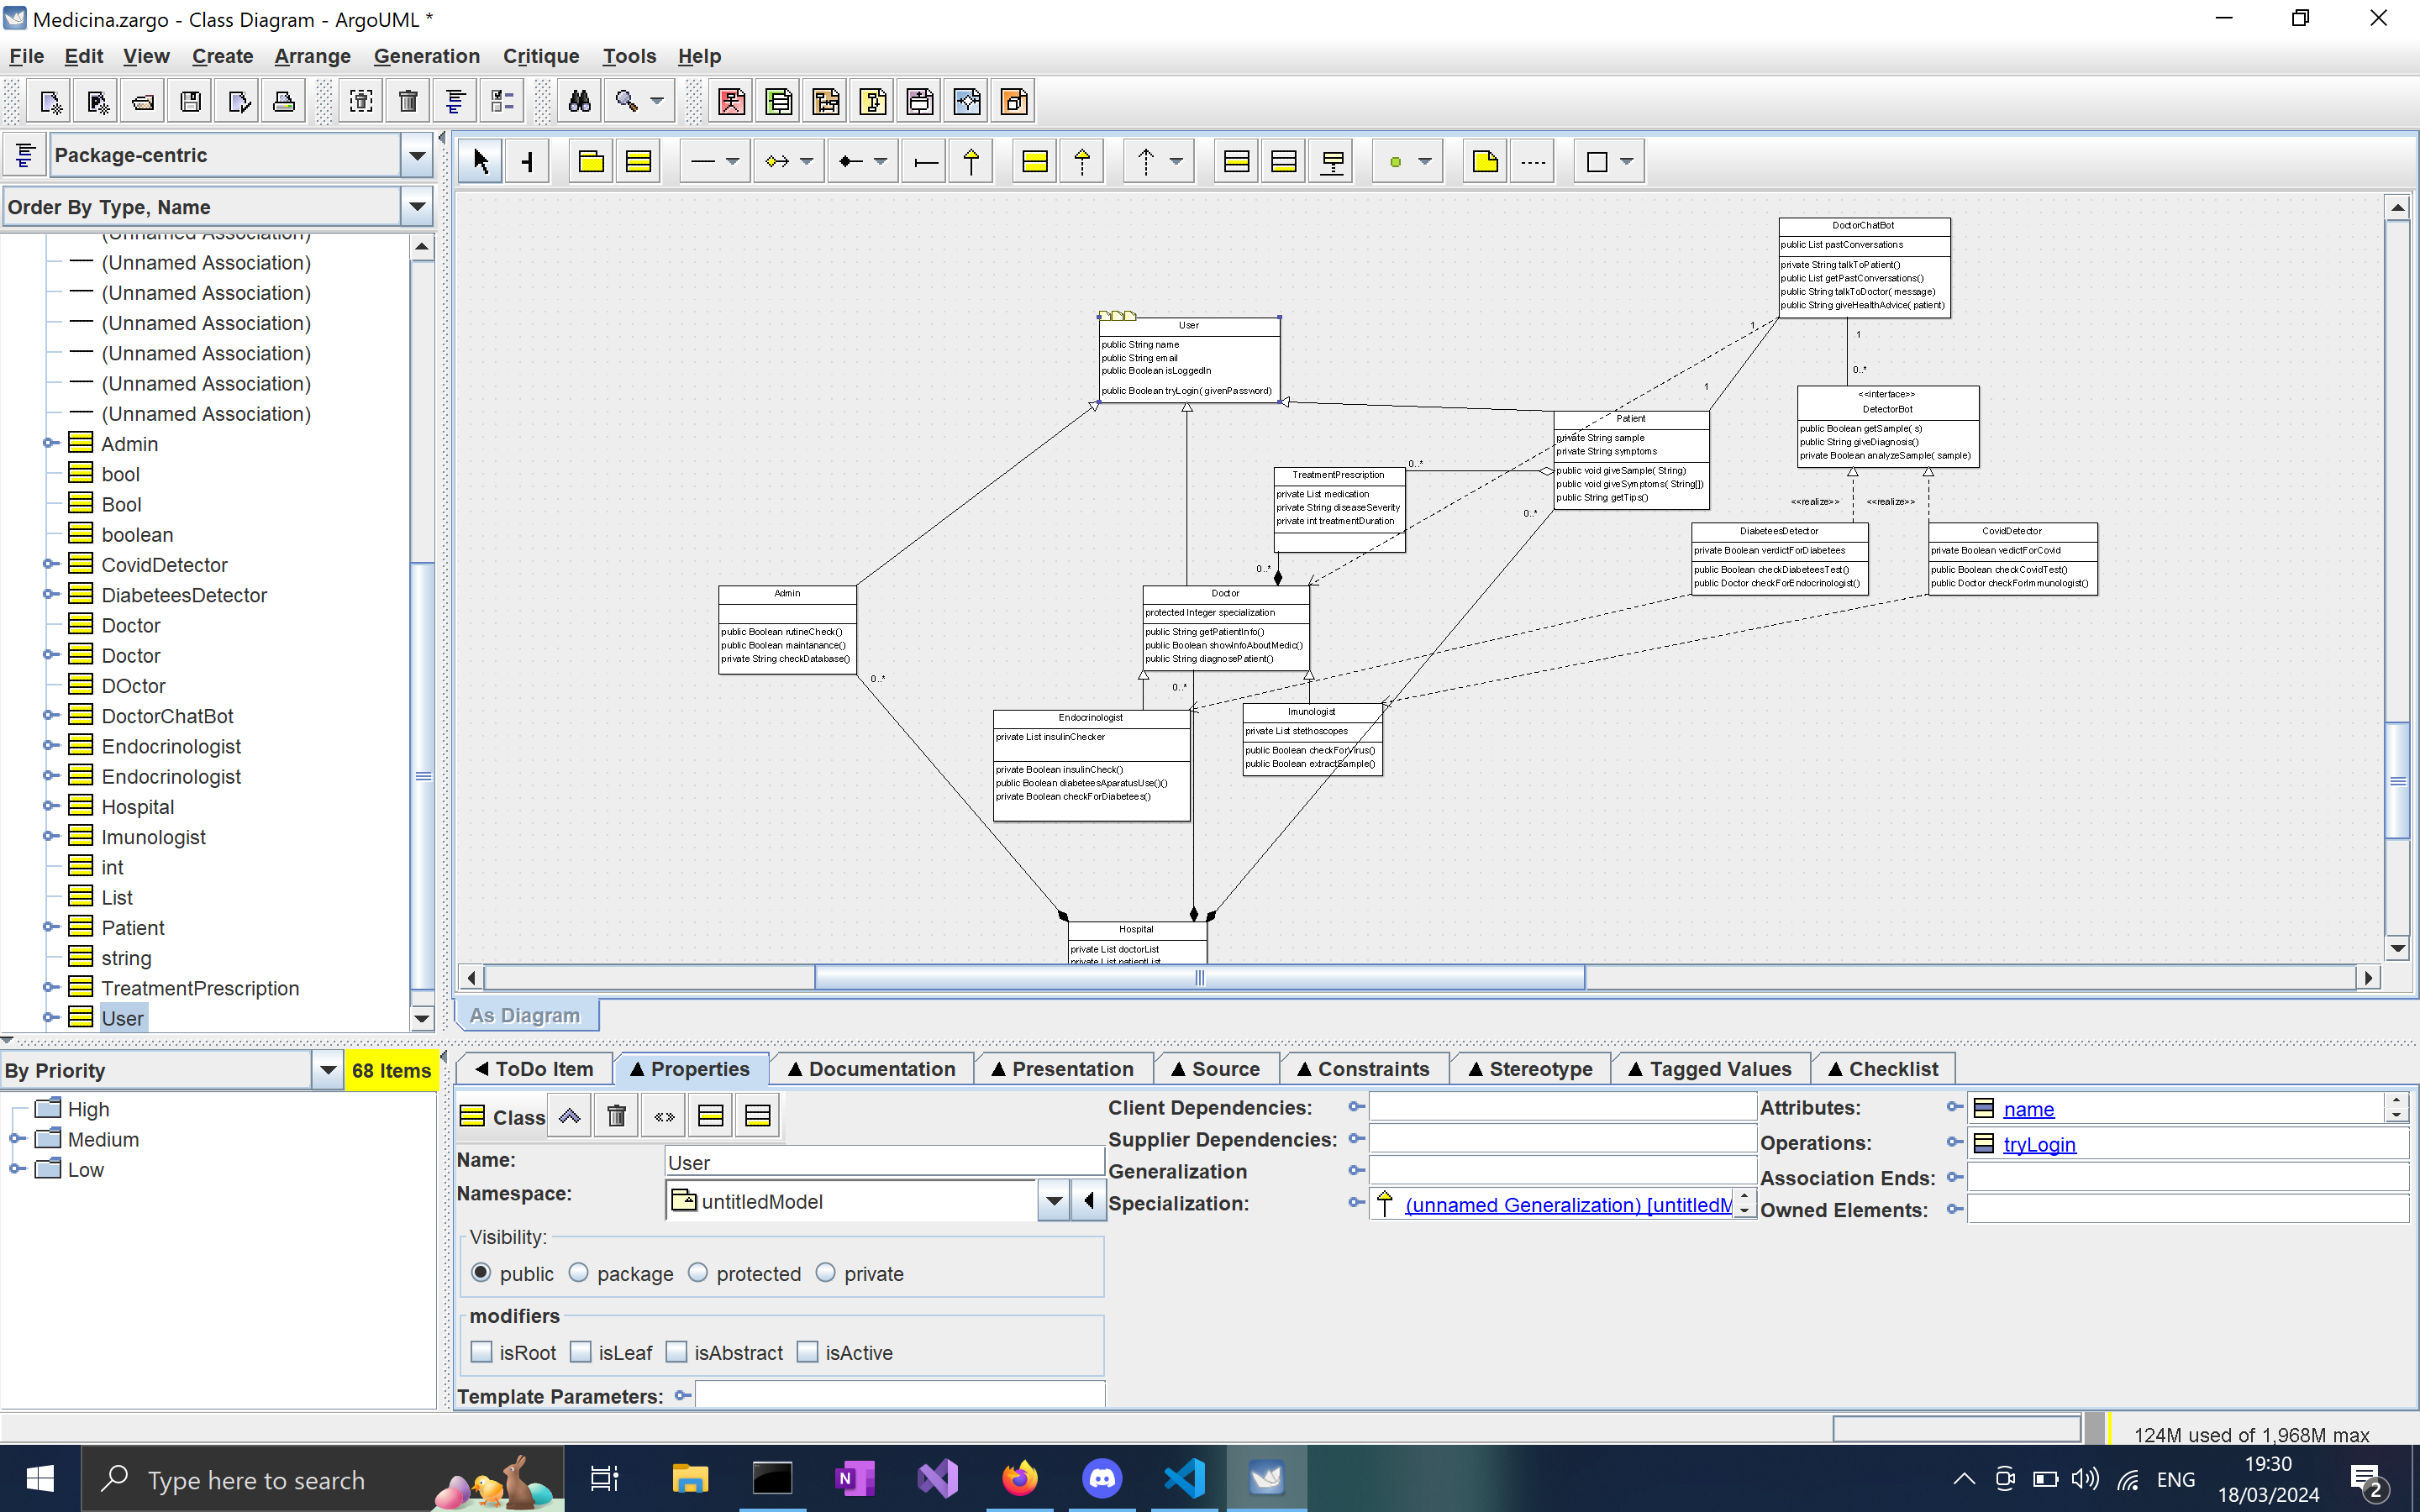 Medicina.zargo - Class Diagram - ArgoUML *
File Edit View Create Arrange Generation Critique Tools Help
Package-centric
Order By Type, Name
(Unnamed Association)
(Unnamed Association)
(Unnamed Association)
(Unnamed Association)
(Unnamed Association)
(Unnamed Association)
(Unnamed Association)
Admin
bool
Bool
boolean
CovidDetector
DiabeteesDetector
Doctor
Doctor
DOctor
DoctorChatBot
Endocrinologist
Endocrinologist
Hospital
Imunologist
int
List
Patient
string
TreatmentPrescription
User
DoctorChatBot
public List pastConversations
private String talkToPatient()
public List getPastConversations()
public String talkToDoctor( message)
public String giveHealthAdvice( patient)
1
1
1
0..*
User
public String name
public String email
public Boolean isLoggedIn
public Boolean tryLogin( givenPassword)
<<interface>>
DetectorBot
public Boolean getSample( s)
public String giveDiagnosis()
private Boolean analyzeSample( sample)
Patient
private String sample
private String symptoms
public void giveSample( String)
public void giveSymptoms( String[])
public String getTips()
0..*
0..*
TreatmentPrescription
private List medication
private String diseaseSeverity
private int treatmentDuration
0..*
<<realize>>
<<realize>>
DiabeteesDetector
private Boolean verdictForDiabetees
public Boolean checkDiabeteesTest()
public Doctor checkForEndocrinologist()
CovidDetector
private Boolean vedictForCovid
public Boolean checkCovidTest()
public Doctor checkForImmunologist()
Admin
public Boolean rutineCheck()
public Boolean maintanance()
private String checkDatabase()
0..*
Doctor
protected Integer specialization
public String getPatientInfo()
public Boolean showInfoAboutMedic()
public String diagnosePatient()
0..*
Endocrinologist
private List insulinChecker
private Boolean insulinCheck()
public Boolean diabeteesAparatusUse()()
private Boolean checkForDiabetees()
Imunologist
private List stethoscopes
public Boolean checkForVirus()
public Boolean extractSample()
Hospital
private List doctorList
private List patientList
As Diagram
By Priority
68 Items
High
Medium
Low
ToDo Item Properties Documentation Presentation Source Constraints Stereotype Tagged Values Checklist
Class
Name:
User
Namespace:
untitledModel
Visibility:
public package protected private
modifiers
isRoot isLeaf isAbstract isActive
Template Parameters:
Client Dependencies:
Supplier Dependencies:
Generalization
Specialization:
(unnamed Generalization) [untitledM
Attributes:
name
Operations:
tryLogin
Association Ends:
Owned Elements:
124M used of 1,968M max
Type here to search
ENG
19:30
18/03/2024
2